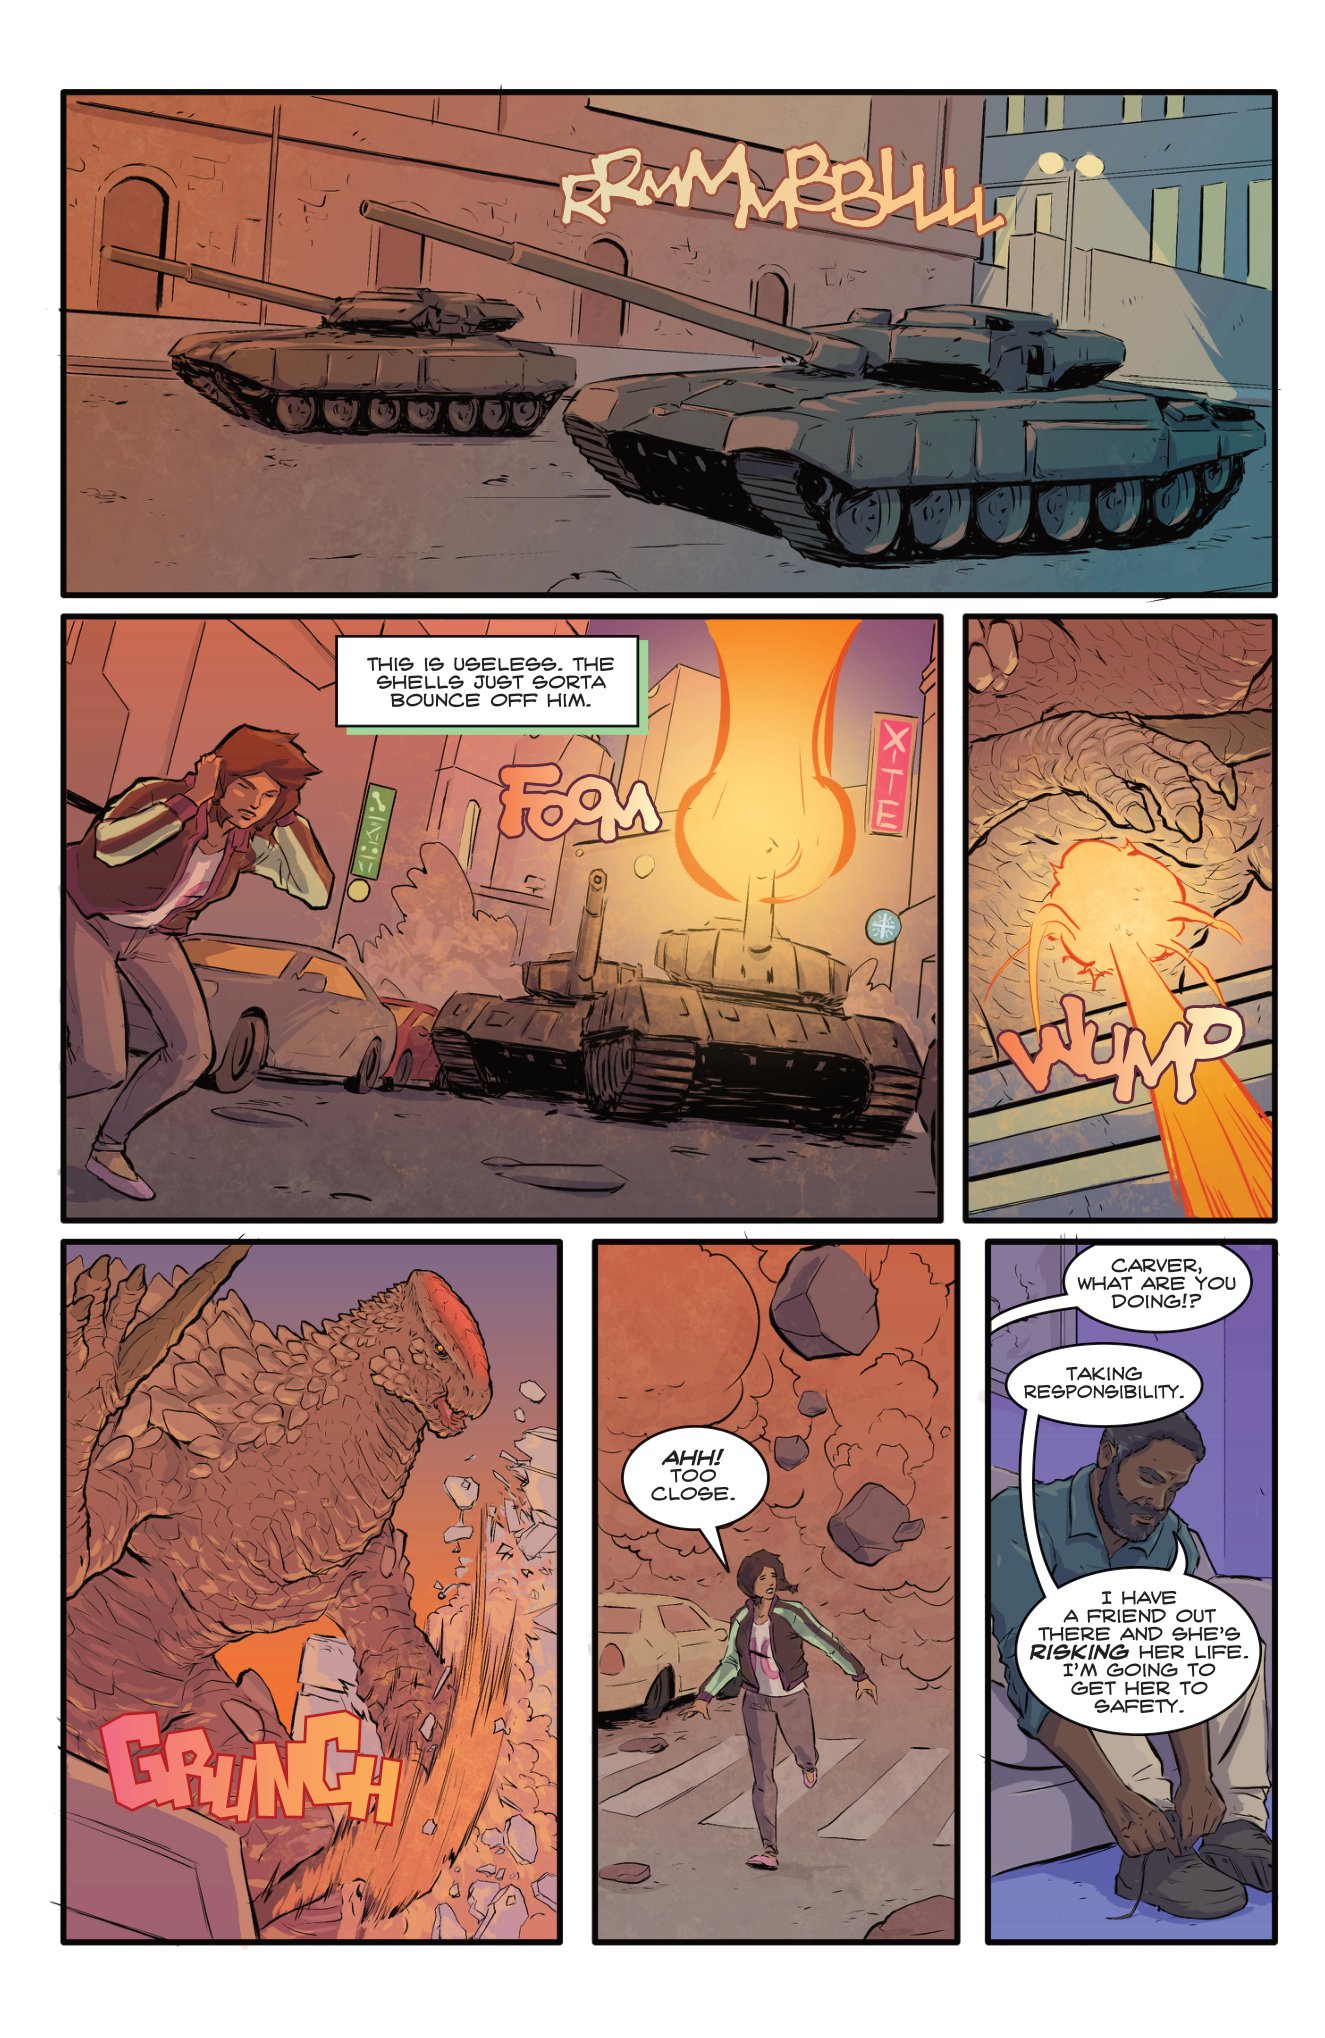 RRMMMBBLLLL
THIS IS USELESS. THE
SHELLS JUST SORTA
BOUNCE OFF HIM.
FOOM
X-TE
WUMP
GRUNCH
AHH!
TOO
CLOSE.
CARVER,
WHAT ARE YOU
DOING!?
TAKING
RESPONSIBILITY.
I HAVE
A FRIEND OUT
THERE AND SHE'S
RISKING HER LIFE.
I'M GOING TO
GET HER TO
SAFETY.